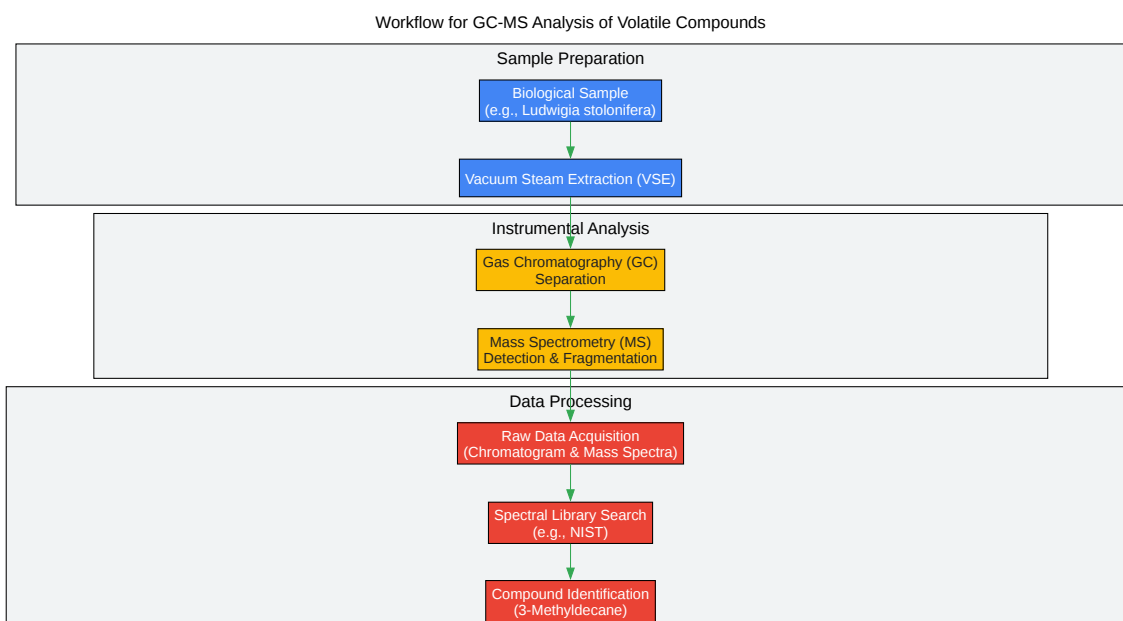 Workflow for GC-MS Analysis of Volatile Compounds
Sample Preparation
Biological Sample
(e.g., Ludwigia stolonifera)
Vacuum Steam Extraction (VSE)
Instrumental Analysis
Gas Chromatography (GC)
Separation
Mass Spectrometry (MS)
Detection & Fragmentation
Data Processing
Raw Data Acquisition
(Chromatogram & Mass Spectra)
Spectral Library Search
(e.g., NIST)
Compound Identification
(3-Methyldecane)